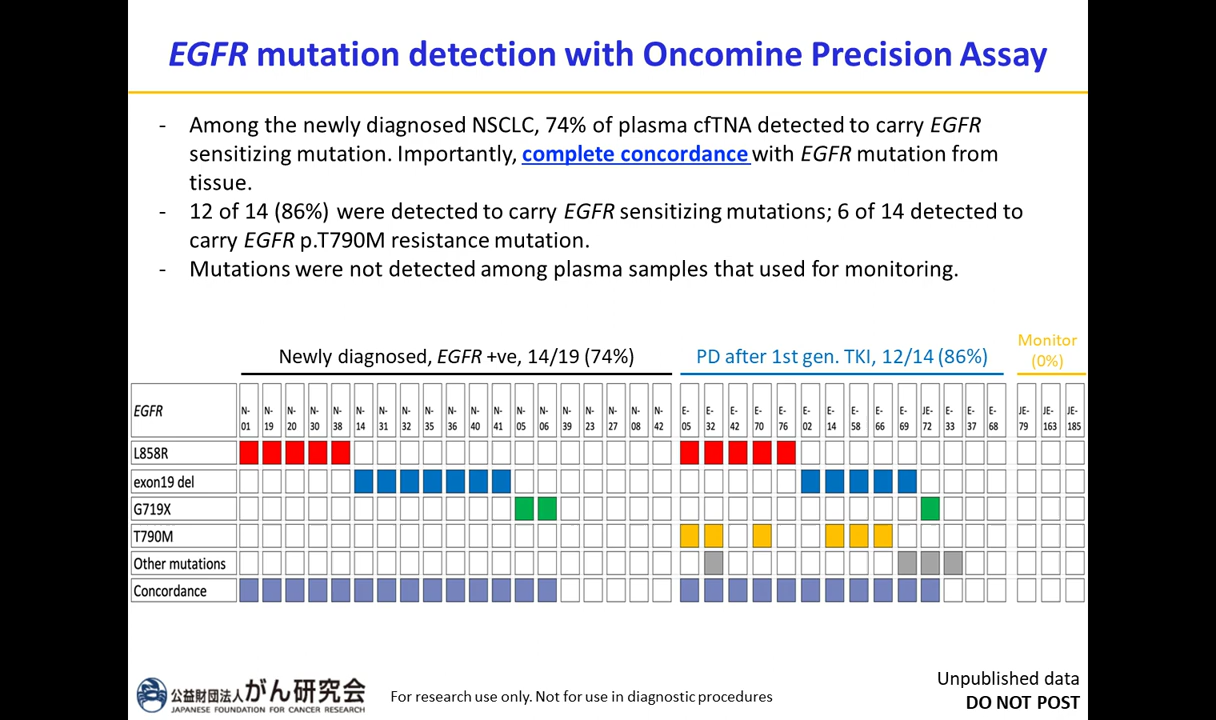 EGFR mutation detection with Oncomine Precision Assay
- Among the newly diagnosed NSCLC, 74% of plasma cfTNA detected to carry EGFR
sensitizing mutation. Importantly, complete concordance with EGFR mutation from
tissue.
- 12 of 14 (86%) were detected to carry EGFR sensitizing mutations; 6 of 14 detected to
carry EGFR p.T790M resistance mutation.
- Mutations were not detected among plasma samples that used for monitoring.
Newly diagnosed, EGFR +ve, 14/19 (74%)
PD after 1st gen. TKI, 12/14 (86%)
Monitor
(0%)
EGFR N-01 N-19 N-20 N-30 N-38 N-14 N-31 N-32 N-35 N-36 N-40 N-41 N-05 N-06 N-39 N-23 N-27 N-08 N-42 E-05 E-32 E-42 E-70 E-76 E-02 E-14 E-58 E-66 E-69 JE-72 E-33 E-37 E-68 JE-79 JE-163 JE-185
L858R
exon19 del
G719X
T790M
Other mutations
Concordance
公益財団法人がん研究会
JAPANESE FOUNDATION FOR CANCER RESEARCH
For research use only. Not for use in diagnostic procedures
Unpublished data
DO NOT POST